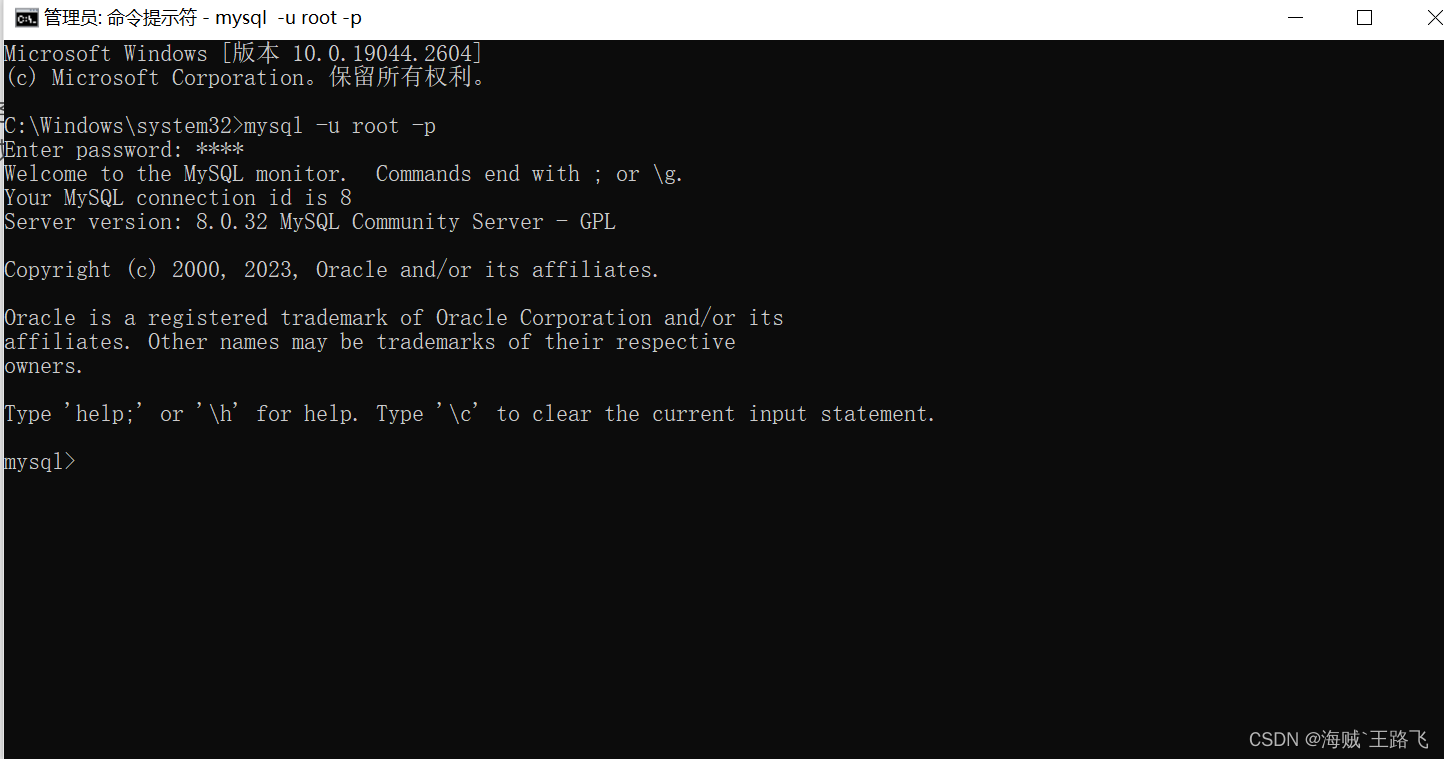 管理员: 命令提示符 - mysql  -u root -p
Microsoft Windows [版本 10.0.19044.2604]
(c) Microsoft Corporation。保留所有权利。
C:\Windows\system32>mysql -u root -p
Enter password: ****
Welcome to the MySQL monitor.  Commands end with ; or \g.
Your MySQL connection id is 8
Server version: 8.0.32 MySQL Community Server - GPL
Copyright (c) 2000, 2023, Oracle and/or its affiliates.
Oracle is a registered trademark of Oracle Corporation and/or its
affiliates. Other names may be trademarks of their respective
owners.
Type 'help;' or '\h' for help. Type '\c' to clear the current input statement.
mysql>
CSDN @海贼`王路飞